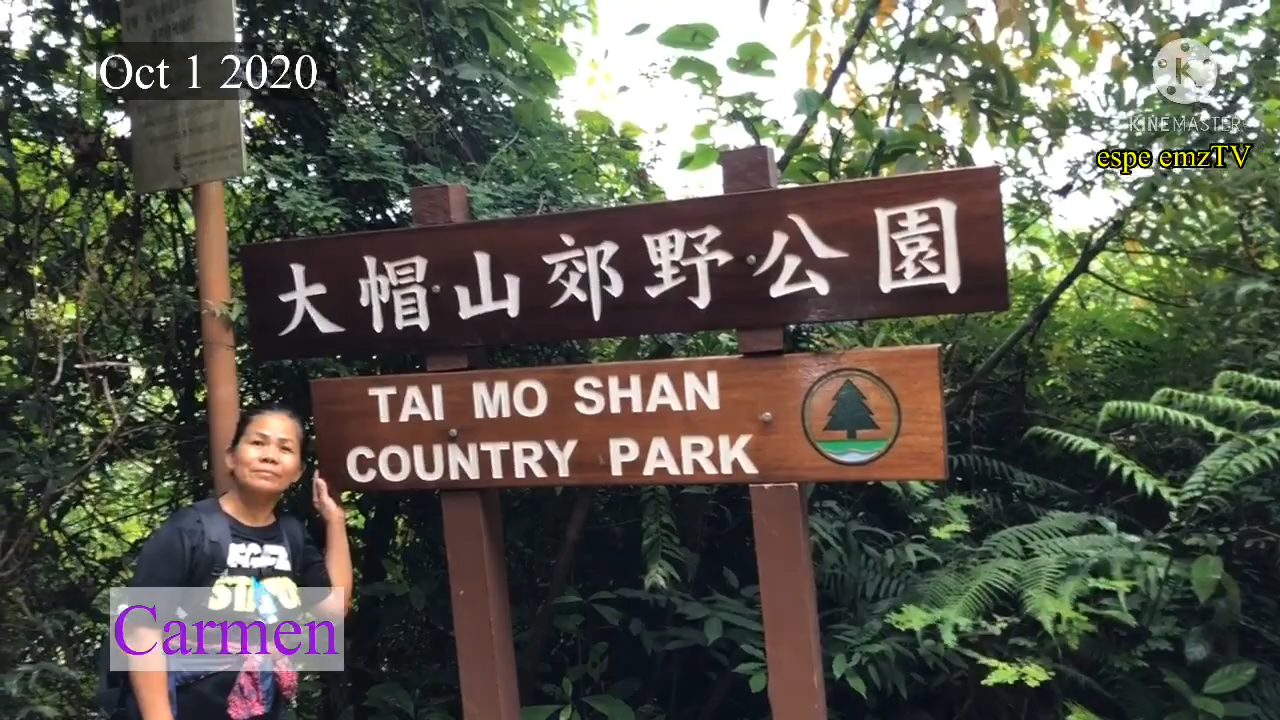 Oct 1 2020
KINEMASTER
espe emzTV
大帽山郊野公園
TAI MO SHAN
COUNTRY PARK
Carmen